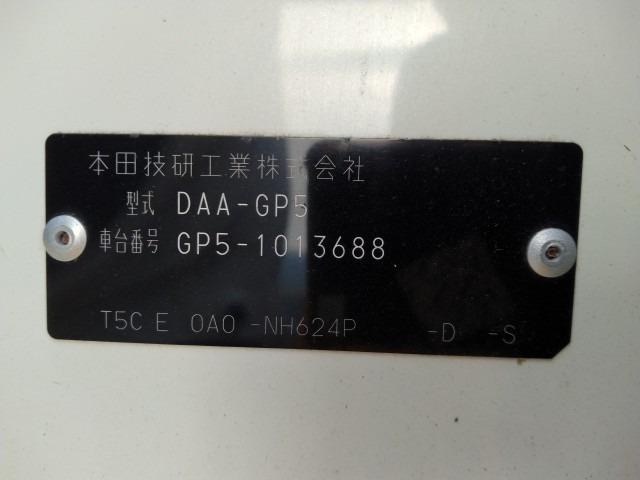 本田技研工業株式会社
型式 DAA-GP5
車台番号 GP5-1013688
T5C E 0A0 -NH624P -D -S